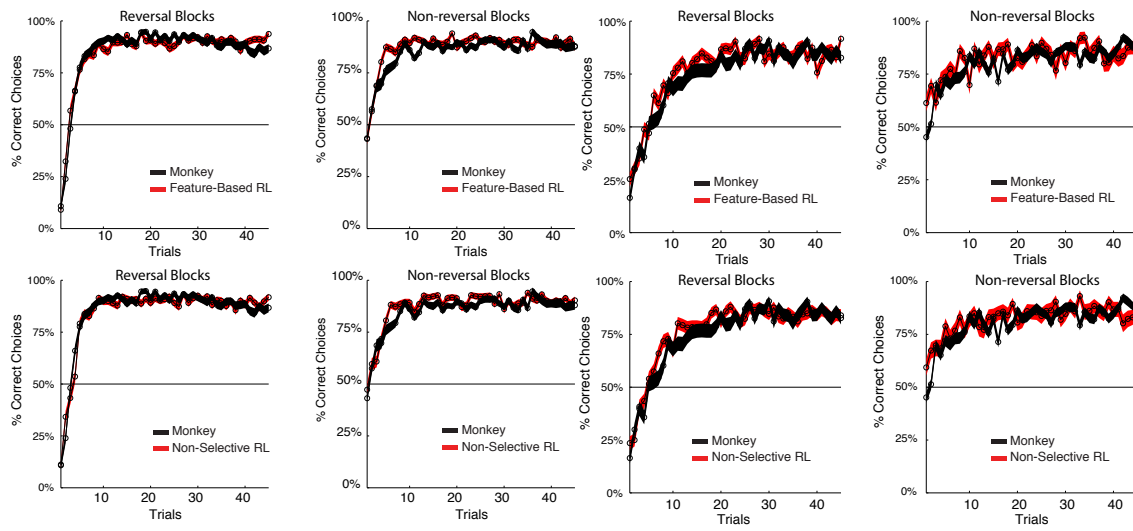 Reversal Blocks
100%
75%
50%
25%
0%
% Correct Choices
Monkey
Feature-Based RL
10 20 30 40
Trials
Non-reversal Blocks
100%
75%
50%
25%
0%
% Correct Choices
Monkey
Feature-Based RL
10 20 30 40
Trials
Reversal Blocks
100%
75%
50%
25%
0%
% Correct Choices
Monkey
Feature-Based RL
10 20 30 40
Trials
Non-reversal Blocks
100%
75%
50%
25%
0%
% Correct Choices
Monkey
Feature-Based RL
10 20 30 40
Trials
Reversal Blocks
100%
75%
50%
25%
0%
% Correct Choices
Monkey
Non-Selective RL
10 20 30 40
Trials
Non-reversal Blocks
100%
75%
50%
25%
0%
% Correct Choices
Monkey
Non-Selective RL
10 20 30 40
Trials
Reversal Blocks
100%
75%
50%
25%
0%
% Correct Choices
Monkey
Non-Selective RL
10 20 30 40
Trials
Non-reversal Blocks
100%
75%
50%
25%
0%
% Correct Choices
Monkey
Non-Selective RL
10 20 30 40
Trials